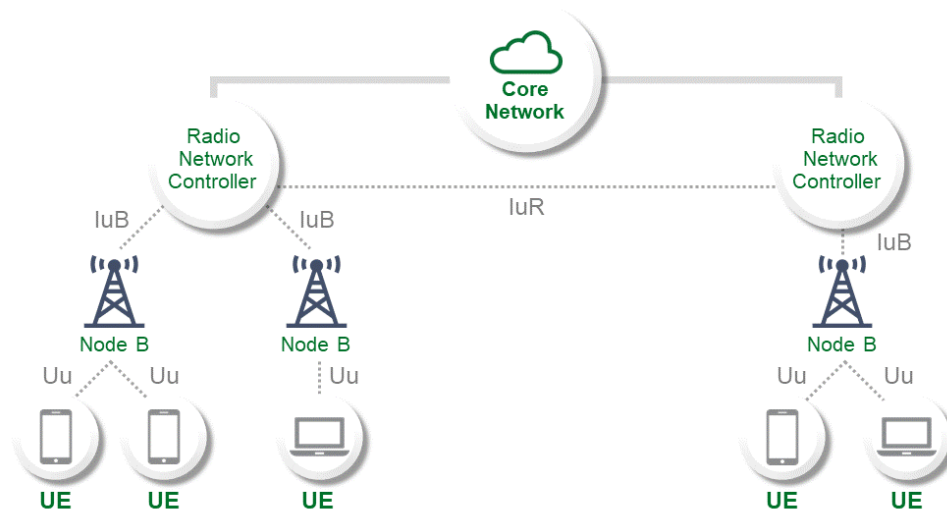 Core
Network
Radio
Network
Controller
Radio
Network
Controller
IuR
IuB
IuB
IuB
Node B
Node B
Node B
Uu
Uu
Uu
Uu
Uu
UE
UE
UE
UE
UE